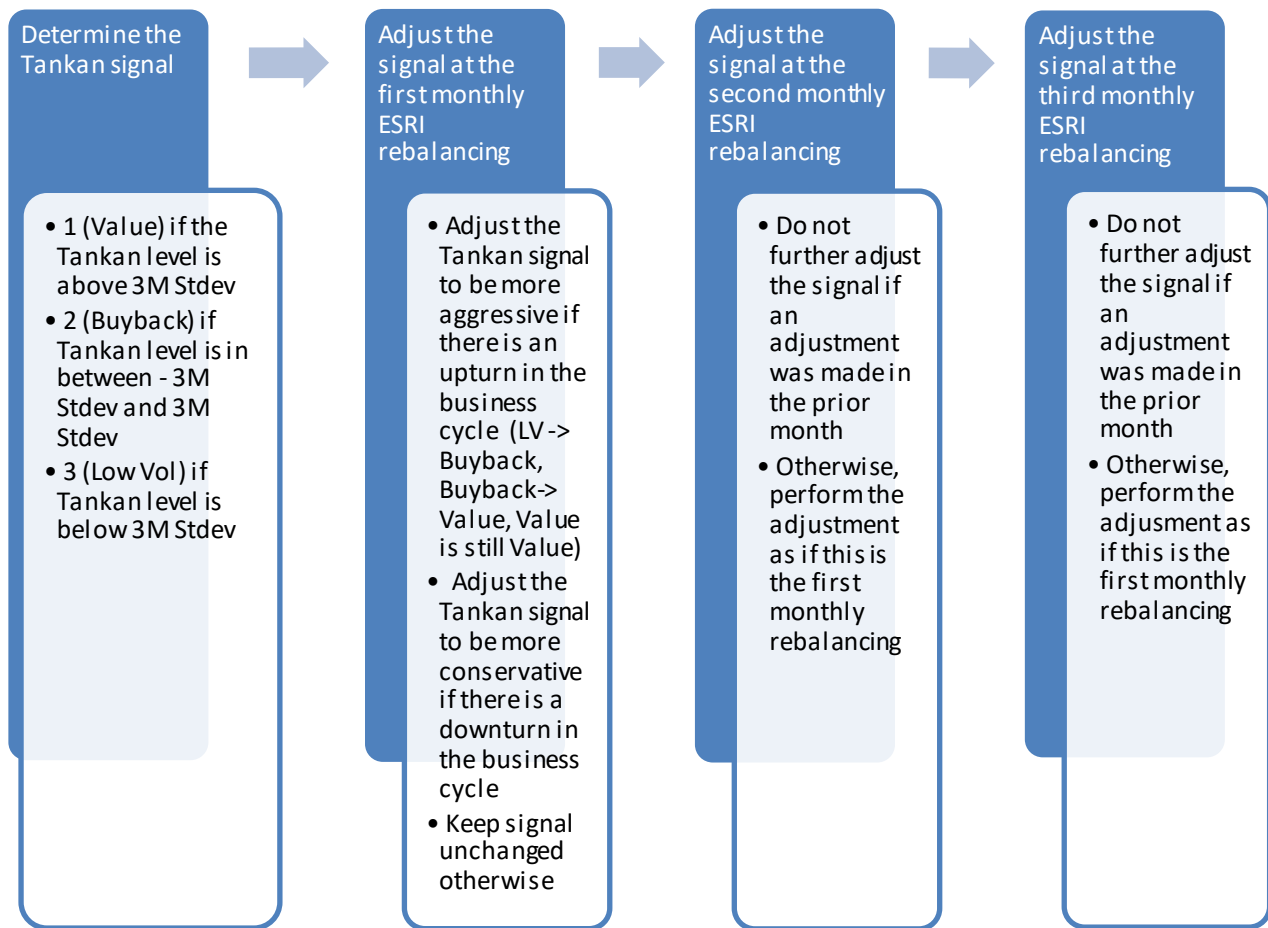 Determine the
Tankan signal
• 1 (Value) if the
Tankan level is
above 3M Stdev
• 2 (Buyback) if
Tankan level is in
between - 3M
Stdev and 3M
Stdev
• 3 (Low Vol) if
Tankan level is
below 3M Stdev
Adjust the
signal at the
first monthly
ESRI
rebalancing
• Adjust the
Tankan signal
to be more
aggressive if
there is an
upturn in the
business
cycle (LV ->
Buyback,
Buyback->
Value, Value
is still Value)
• Adjust the
Tankan signal
to be more
conservative
if there is a
downturn in
the business
cycle
• Keep signal
unchanged
otherwise
Adjust the
signal at the
second monthly
ESRI
rebalancing
• Do not
further adjust
the signal if
an
adjustment
was made in
the prior
month
• Otherwise,
perform the
adjustment
as if this is
the first
monthly
rebalancing
Adjust the
signal at the
third monthly
ESRI
rebalancing
• Do not
further adjust
the signal if
an
adjustment
was made in
the prior
month
• Otherwise,
perform the
adjusment as
if this is the
first monthly
rebalancing